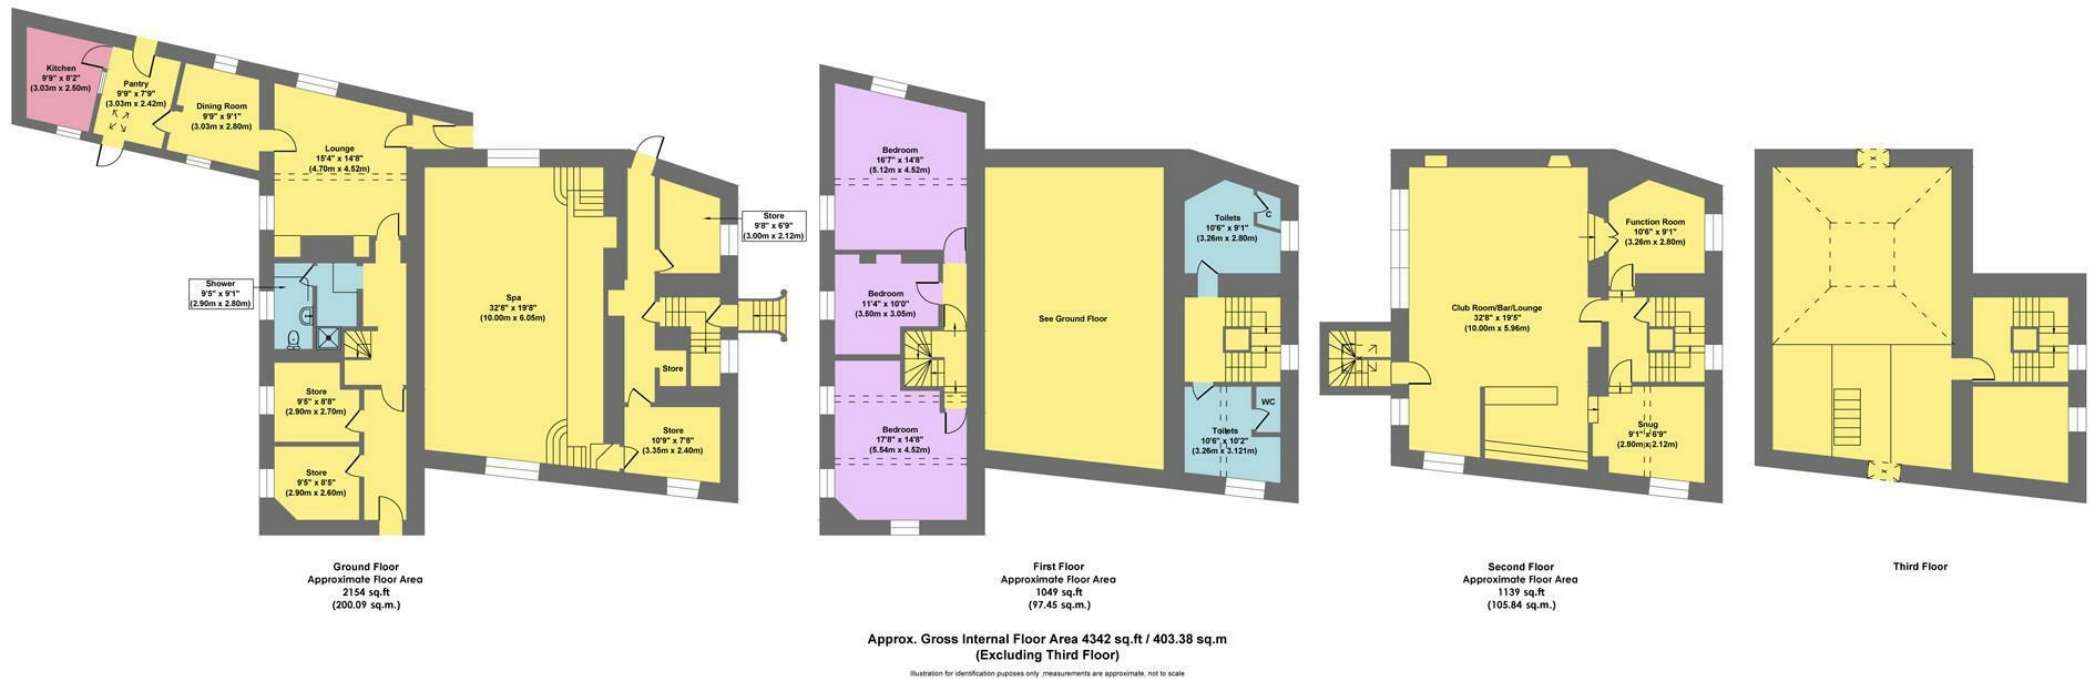 Kitchen
9'9" x 8'2"
(3.03m x 2.50m)
Pantry
9'9" x 7'9"
(3.03m x 2.42m)
Dining Room
9'9" x 9'1"
(3.03m x 2.80m)
Lounge
15'4" x 14'8"
(4.70m x 4.52m)
Shower
9'5" x 9'1"
(2.90m x 2.80m)
Store
9'5" x 8'8"
(2.90m x 2.70m)
Store
9'5" x 8'5"
(2.90m x 2.60m)
Spa
32'8" x 19'8"
(10.00m x 6.05m)
Store
9'8" x 6'9"
(3.00m x 2.12m)
Store
Store
10'9" x 7'8"
(3.35m x 2.40m)
Ground Floor
Approximate Floor Area
2154 sq.ft
(200.09 sq.m.)
Bedroom
16'7" x 14'8"
(5.12m x 4.52m)
Bedroom
11'4" x 10'0"
(3.50m x 3.05m)
Bedroom
17'8" x 14'8"
(5.54m x 4.52m)
See Ground Floor
Toilets
10'6" x 9'1"
(3.26m x 2.80m)
C
WC
Toilets
10'6" x 10'2"
(3.26m x 3.121m)
First Floor
Approximate Floor Area
1049 sq.ft
(97.45 sq.m.)
Club Room/Bar/Lounge
32'8" x 19'5"
(10.00m x 5.96m)
Function Room
10'6" x 9'1"
(3.26m x 2.80m)
Snug
9'1" x 6'9"
(2.80m x 2.12m)
Second Floor
Approximate Floor Area
1139 sq.ft
(105.84 sq.m.)
Third Floor
Approx. Gross Internal Floor Area 4342 sq.ft / 403.38 sq.m
(Excluding Third Floor)
Illustration for identification puposes only ,measurements are approximate, not to scale